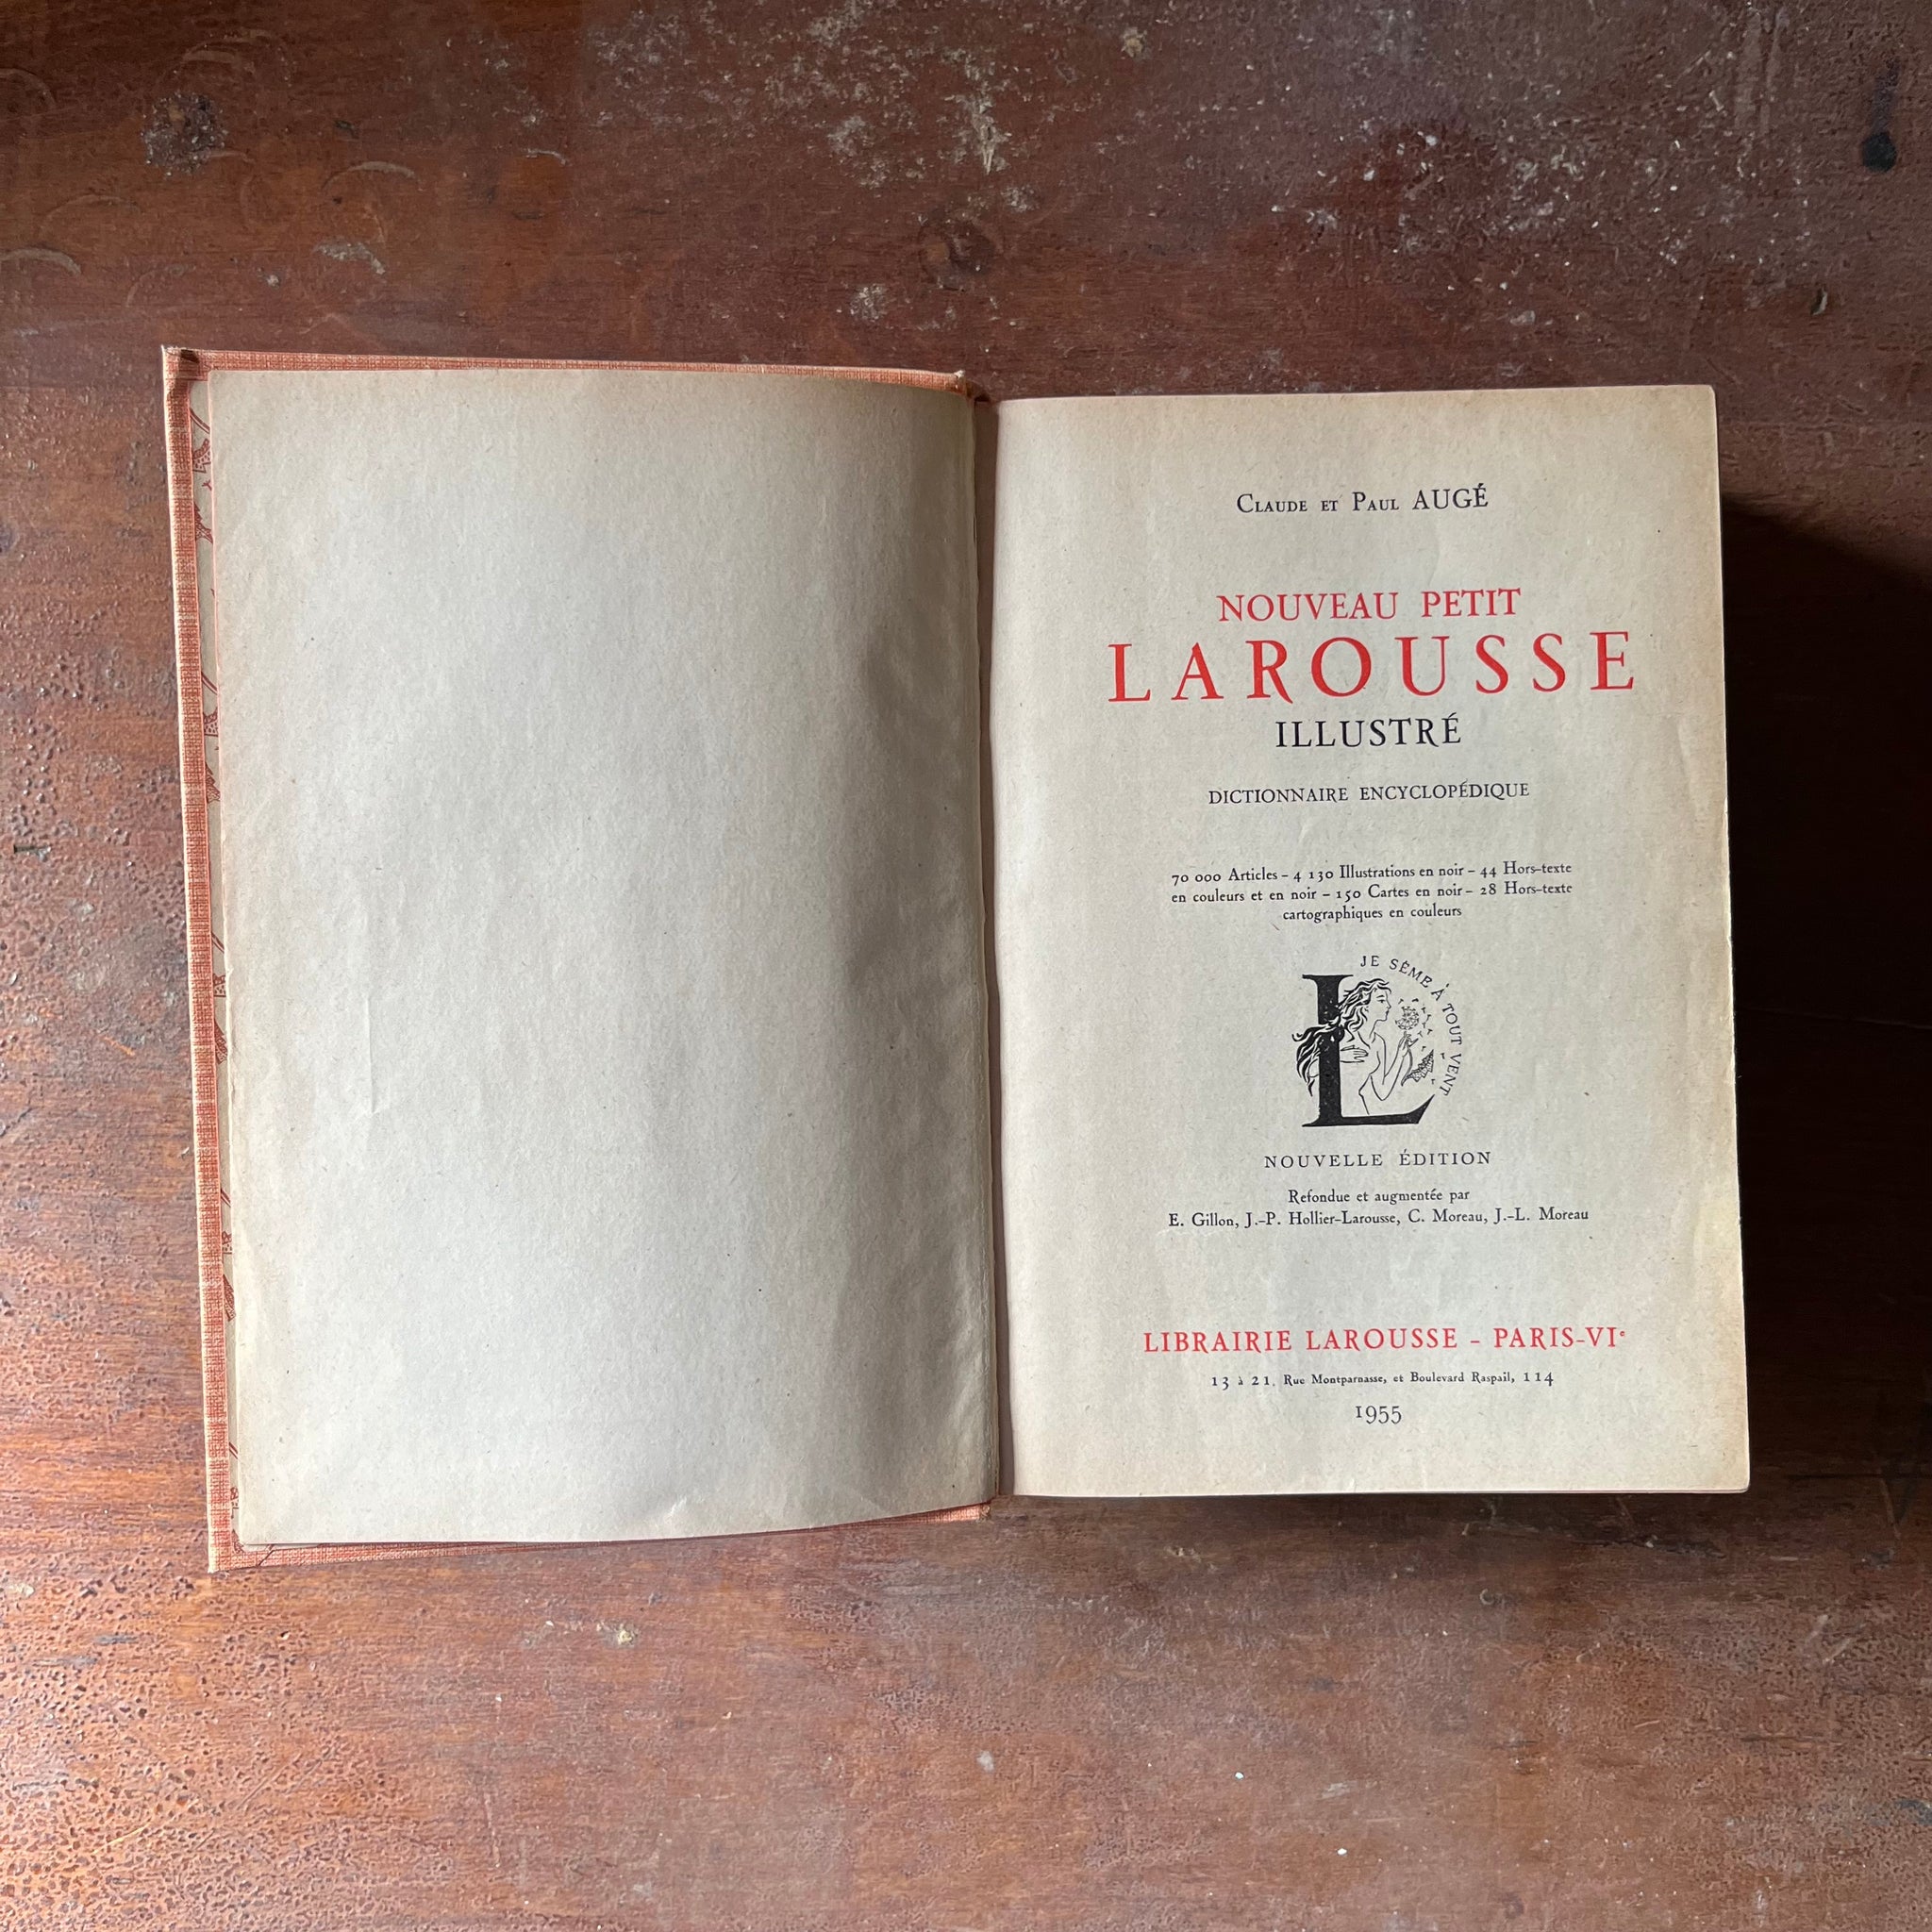 Claude et Paul AUGÉ
NOUVEAU PETIT
LAROUSSE
ILLUSTRÉ
DICTIONNAIRE ENCYCLOPÉDIQUE
70 000 Articles – 4 130 Illustrations en noir – 44 Hors-texte
en couleurs et en noir – 150 Cartes en noir – 28 Hors-texte
cartographiques en couleurs
JE SÈME À TOUT VENT
L
NOUVELLE ÉDITION
Refondue et augmentée par
E. Gillon, J.-P. Hollier-Larousse, C. Moreau, J.-L. Moreau
LIBRAIRIE LAROUSSE – PARIS-VIe
13 à 21, Rue Montparnasse, et Boulevard Raspail, 114
1955